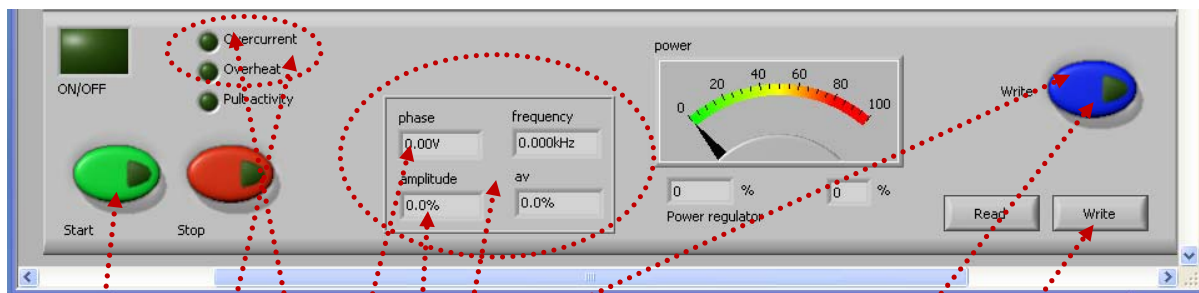 Overcurrent
Overheat
Pult activity
ON/OFF
Start
Stop
phase
0.00V
frequency
0.000kHz
amplitude
0.0%
av
0.0%
power
0
20
40
60
80
100
0 %
0 %
Power regulator
Write
Read
Write